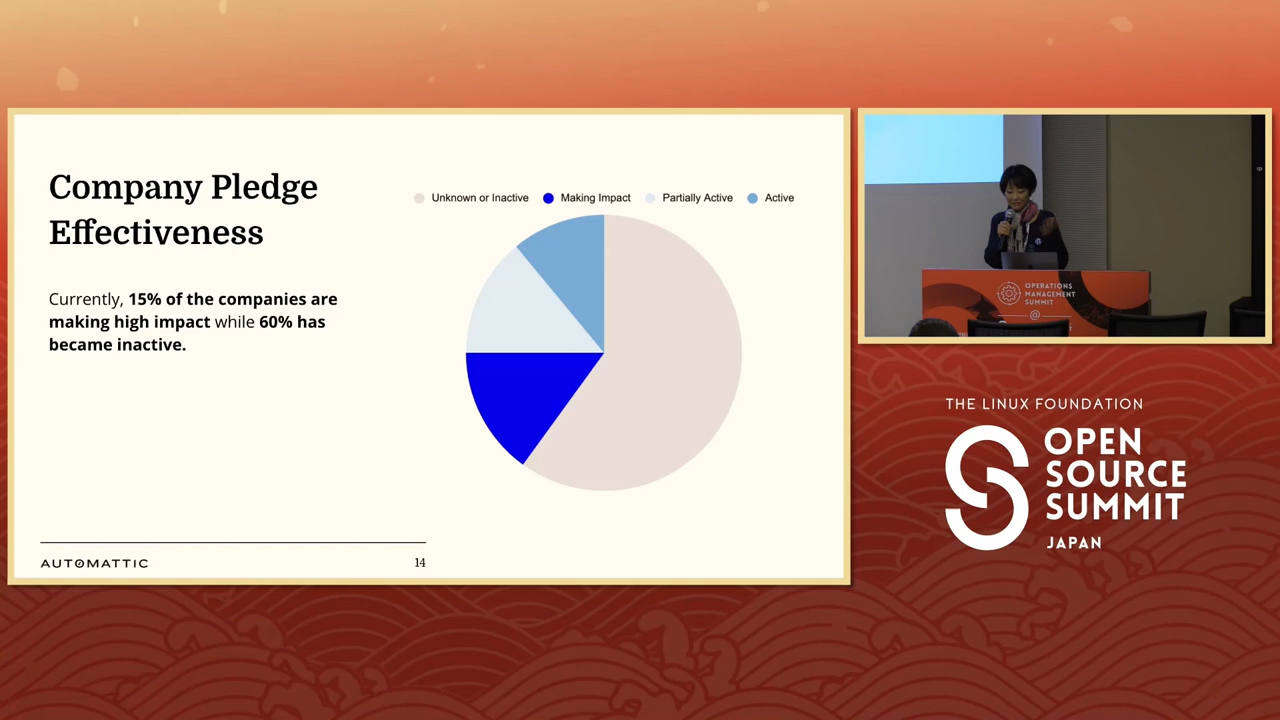 Company Pledge
Effectiveness
Currently, 15% of the companies are
making high impact while 60% has
became inactive.
Unknown or Inactive
Making Impact
Partially Active
Active
AUTOMATTIC
14
OPERATIONS
MANAGEMENT
SUMMIT
@
THE LINUX FOUNDATION
OPEN
SOURCE
SUMMIT
JAPAN